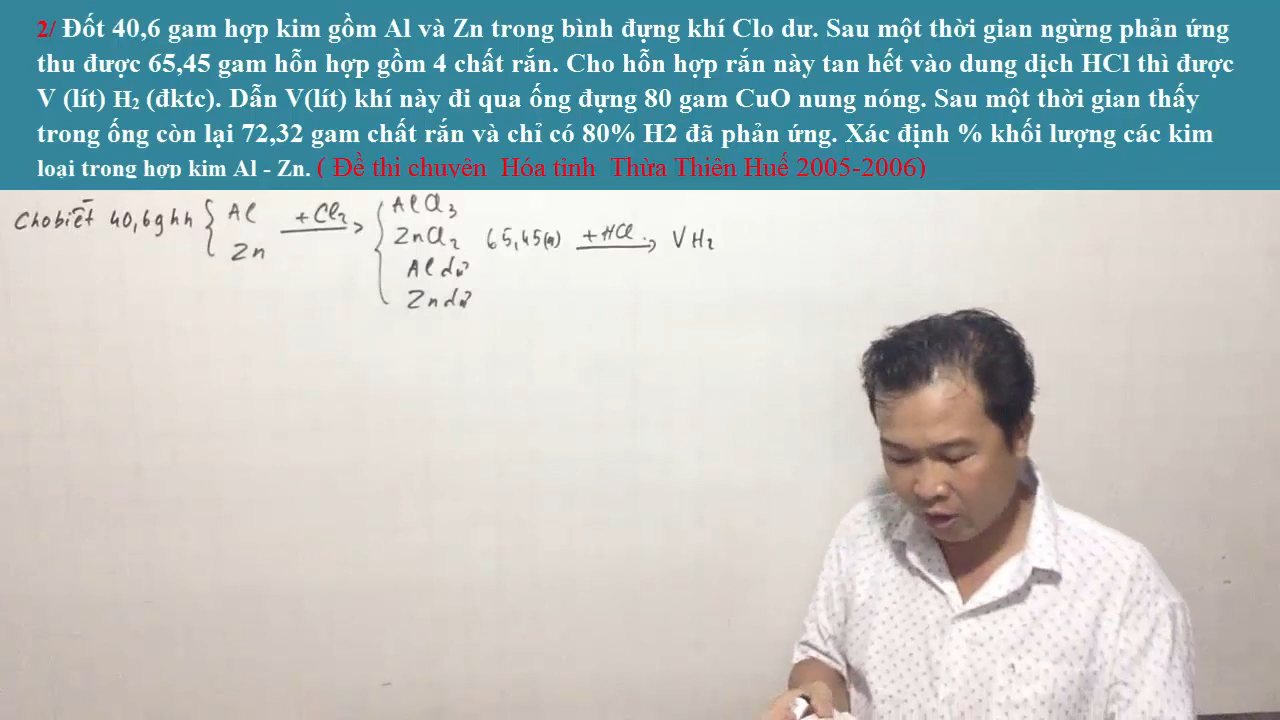 2/ Đốt 40,6 gam hợp kim gồm Al và Zn trong bình đựng khí Clo dư. Sau một thời gian ngừng phản ứng
thu được 65,45 gam hỗn hợp gồm 4 chất rắn. Cho hỗn hợp rắn này tan hết vào dung dịch HCl thì được
V (lít) H₂ (đktc). Dẫn V(lít) khí này đi qua ống đựng 80 gam CuO nung nóng. Sau một thời gian thấy
trong ống còn lại 72,32 gam chất rắn và chỉ có 80% H2 đã phản ứng. Xác định % khối lượng các kim
loại trong hợp kim Al - Zn. ( Đề thi chuyên Hóa tỉnh Thừa Thiên Huế 2005-2006)
Cho biết 40,6g hh { Al Zn +Cl₂ → { AlCl₃
ZnCl₂ 65,45(g) +HCl → V H₂
Al dư
Zn dư